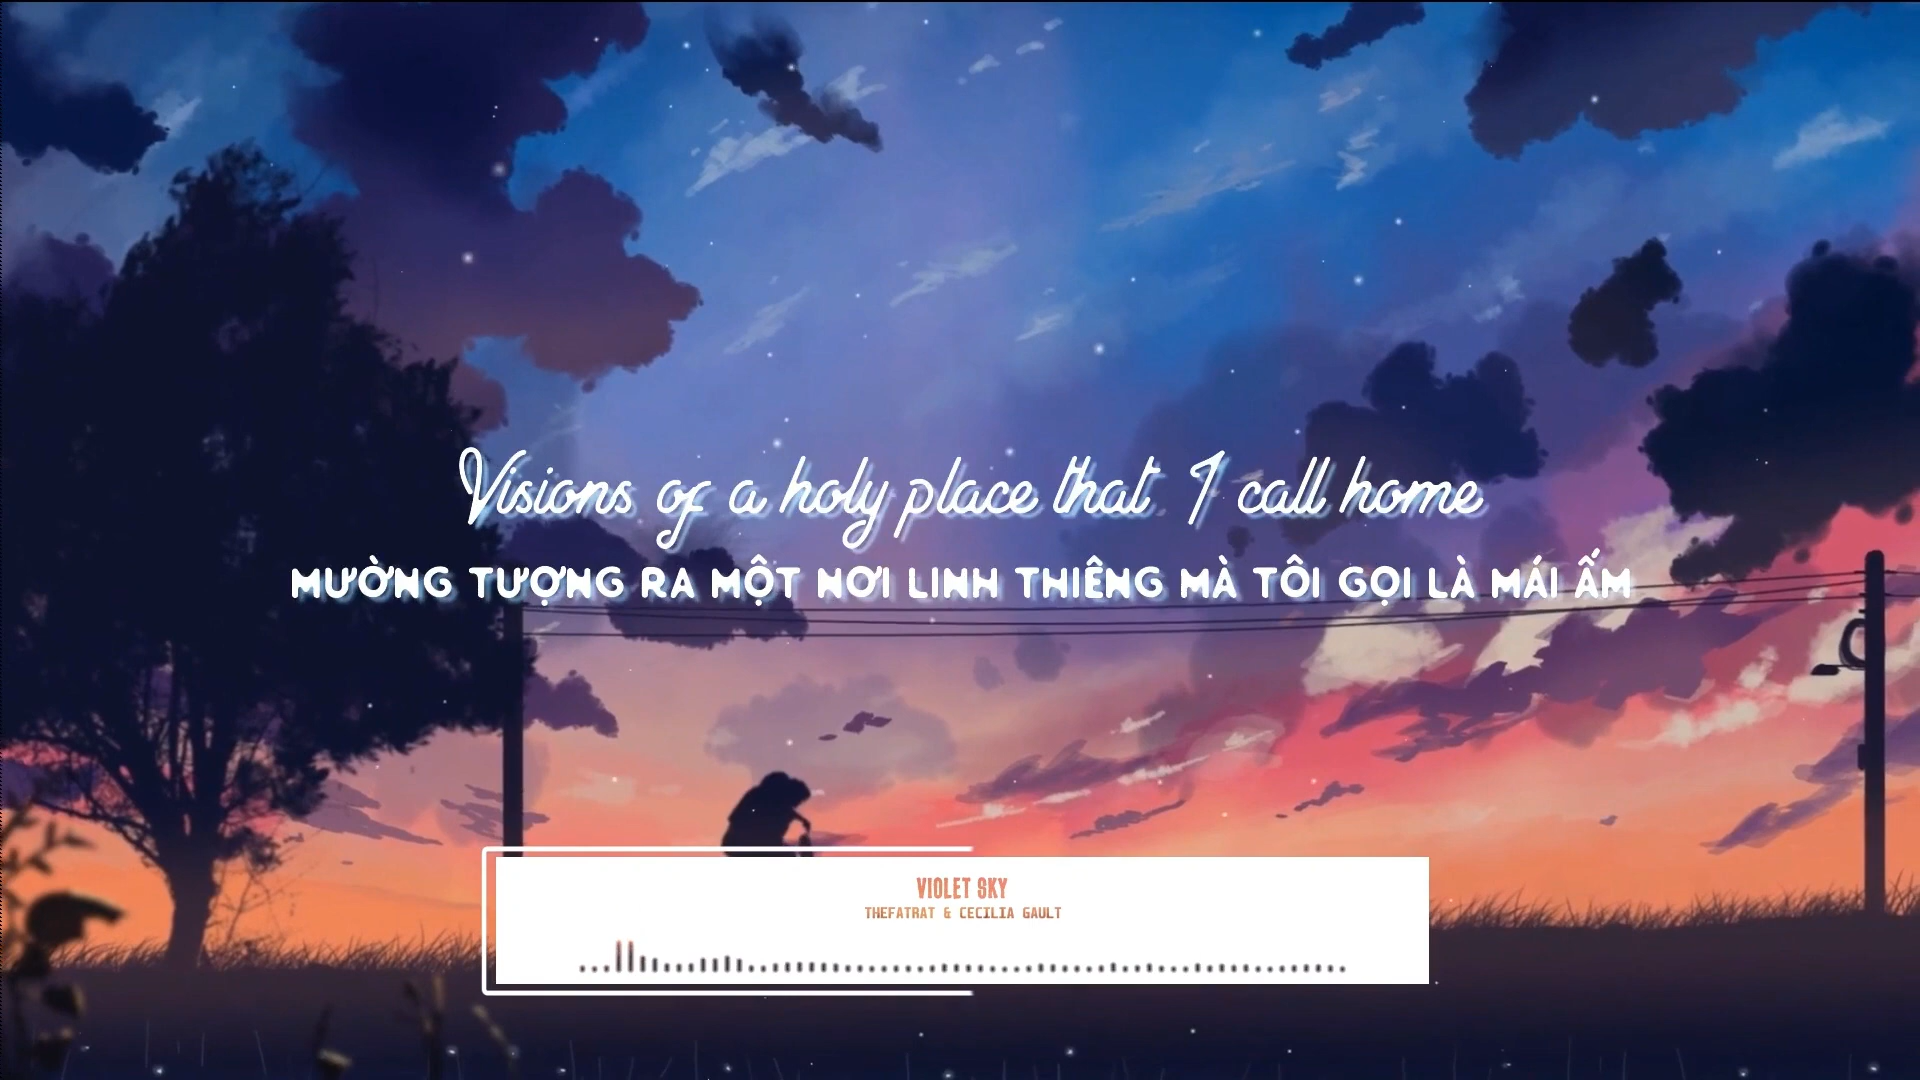 Visions of a holy place that I call home
MƯỜNG TƯỢNG RA MỘT NƠI LINH THIÊNG MÀ TÔI GỌI LÀ MÁI ẤM
VIOLET SKY
THEFATRAT & CECILIA GAULT